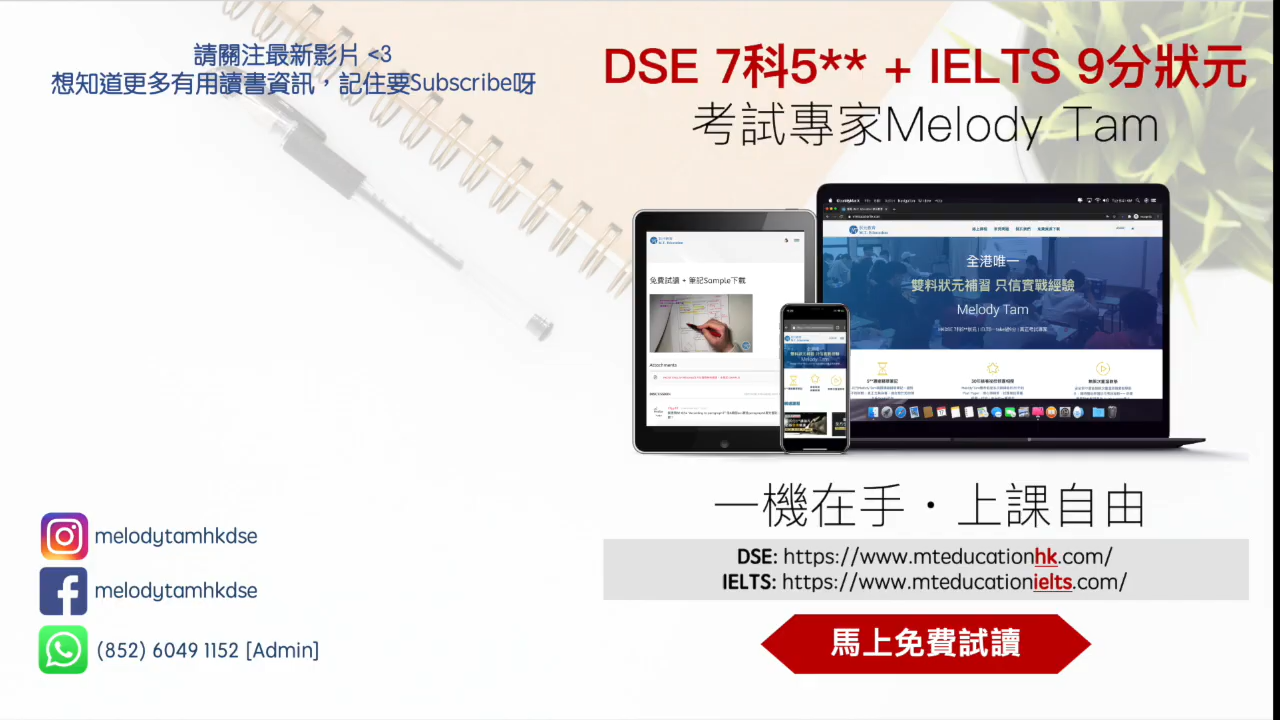 請關注最新影片 <3
想知道更多有用讀書資訊，記住要Subscribe呀
DSE 7科5** + IELTS 9分狀元
考試專家Melody Tam
免費試讀 + 筆記Sample下載
Attachments
全港唯一
雙料狀元補習 只信實戰經驗
Melody Tam
一機在手・上課自由
DSE: https://www.mteducationhk.com/
IELTS: https://www.mteducationielts.com/
馬上免費試讀
melodytamhkdse
melodytamhkdse
(852) 6049 1152 [Admin]